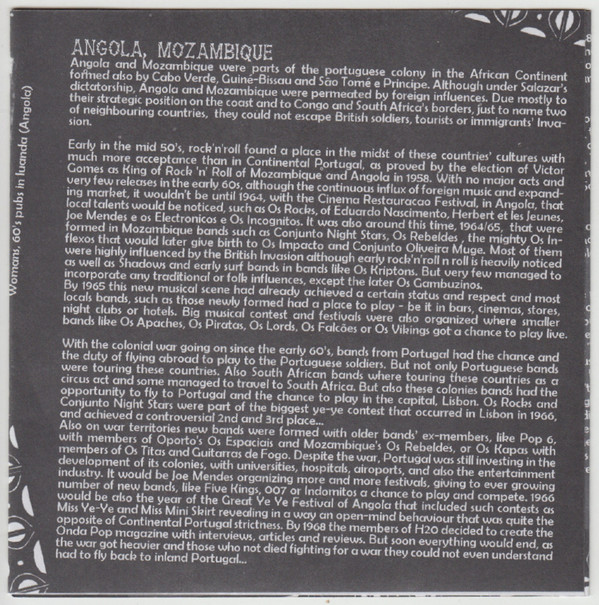 ANGOLA, MOZAMBIQUE
Angola and Mozambique were parts of the portuguese colony in the African Continent
formed also by Cabo Verde, Guiné-Bissau and São Tomé e Principe. Although under Salazar's
dictatorship, Angola and Mozambique were permeated by foreign influences. Due mostly to
their strategic position on the coast and to Congo and South Africa's borders, just to name two
of neighbouring countries, they could not escape British soldiers, tourists or immigrants' Inva-
sion.
Early in the mid 50's, rock'n'roll found a place in the midst of these countries' cultures with
much more acceptance than in Continental Portugal, as proved by the election of Victor
Gomes as King of Rock 'n' Roll of Mozambique and Angola in 1958. With no major acts and
very few releases in the early 60s, although the continuous influx of foreign music and expand-
ing market, it wouldn't be until 1964, with the Cinema Restauracao Festival, in Angola, that
local talents would be noticed, such as Os Rocks, of Eduardo Nascimento, Herbert et les Jeunes,
Joe Mendes e os Electronicos e Os Incognitos. It was also around this time, 1964/65, that were
formed in Mozambique bands such as Conjunto Night Stars, Os Rebeldes, the mighty Os In-
flexos that would later give birth to Os Impacto and Conjunto Oliveira Muge. Most of them
were highly influenced by the British Invasion although early rock'n'roll n roll is heavily noticed
as well as Shadows and early surf bands in bands like Os Kriptons. But very few managed to
incorporate any traditional or folk influences, except the later Os Gambuzinos.
By 1965 this new musical scene had already achieved a certain status and respect and most
locals bands, such as those newly formed had a place to play - be it in bars, cinemas, stores,
night clubs or hotels. Big musical contest and festivals were also organized where smaller
bands like Os Apaches, Os Piratas, Os Lords, Os Falcões or Os Vikings got a chance to play live.
With the colonial war going on since the early 60's, bands from Portugal had the chance and
the duty of flying abroad to play to the Portuguese soldiers. But not only Portuguese bands
were touring these countries. Also South African bands where touring these countries as a
circus act and some managed to travel to South Africa. But also these colonies bands had the
opportunity to fly to Portugal and the chance to play in the capital, Lisbon. Os Rocks and
Conjunto Night Stars were part of the biggest ye-ye contest that occurred in Lisbon in 1966,
and achieved a controversial 2nd and 3rd place...
Also on war territories new bands were formed with older bands' ex-members, like Pop 6,
with members of Oporto's Os Espaciais and Mozambique's Os Rebeldes, or Os Kapas with
members of Os Titas and Guitarras de Fogo. Despite the war, Portugal was still investing in the
development of its colonies, with universities, hospitals, airoports, and also the entertainment
industry. It would be Joe Mendes organizing more and more festivals, giving to ever growing
number of new bands, like Five Kings, 007 or Indomitos a chance to play and compete. 1966
would be also the year of the Great Ye Ye Festival of Angola that included such contests as
Miss Ye-Ye and Miss Mini Skirt revealing in a way an open-mind behaviour that was quite the
opposite of Continental Portugal strictness. By 1968 the members of H2O decided to create the
Onda Pop magazine with interviews, articles and reviews. But soon everything would end, as
the war got heavier and those who not died fighting for a war they could not even understand
had to fly back to inland Portugal...
Womans, 60's pubs in luanda (Angola)